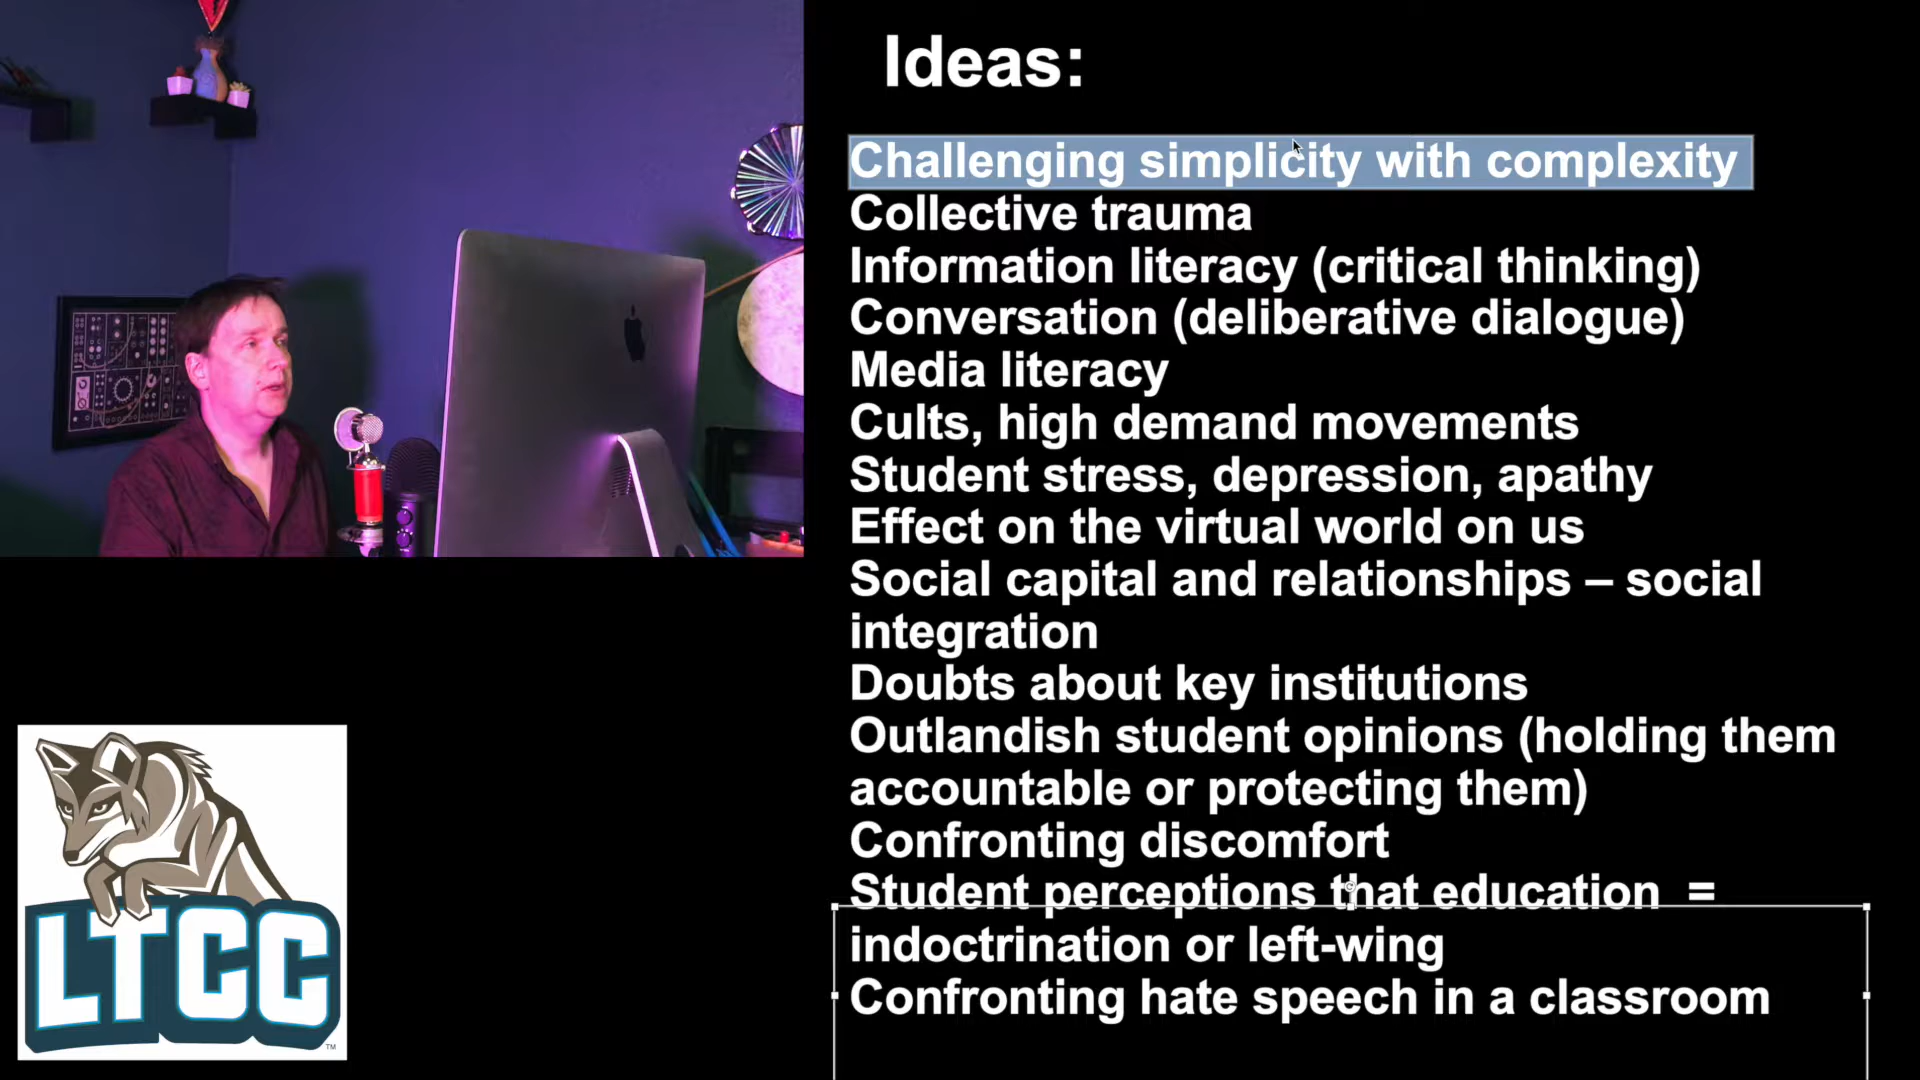 Ideas:
Challenging simplicity with complexity
Collective trauma
Information literacy (critical thinking)
Conversation (deliberative dialogue)
Media literacy
Cults, high demand movements
Student stress, depression, apathy
Effect on the virtual world on us
Social capital and relationships – social
integration
Doubts about key institutions
Outlandish student opinions (holding them
accountable or protecting them)
Confronting discomfort
Student perceptions that education  =
indoctrination or left-wing
Confronting hate speech in a classroom
LTCC
TM